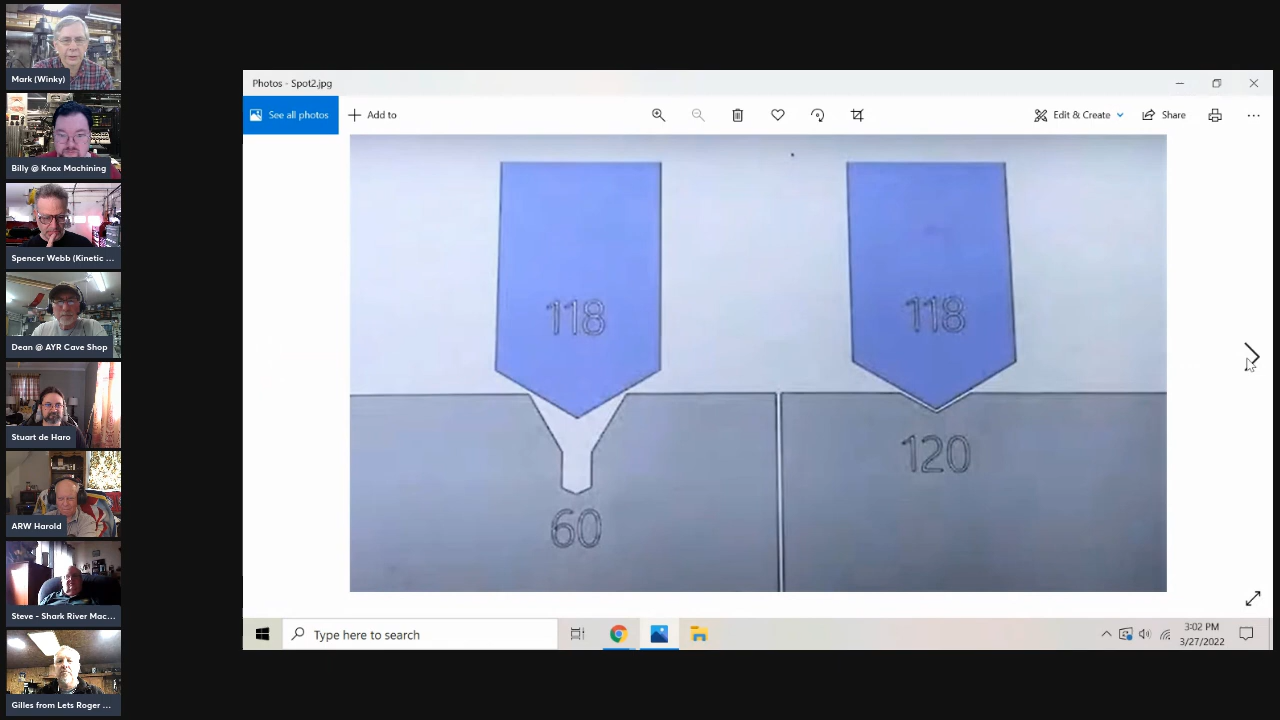 Mark (Winky)
Billy @ Knox Machining
Spencer Webb (Kinetic ...
Dean @ AYR Cave Shop
Stuart de Haro
ARW Harold
Steve - Shark River Mac...
Gilles from Lets Roger ...
Photos - Spot2.jpg
See all photos
Add to
Edit & Create
Share
118
118
120
60
Type here to search
3:02 PM
3/27/2022